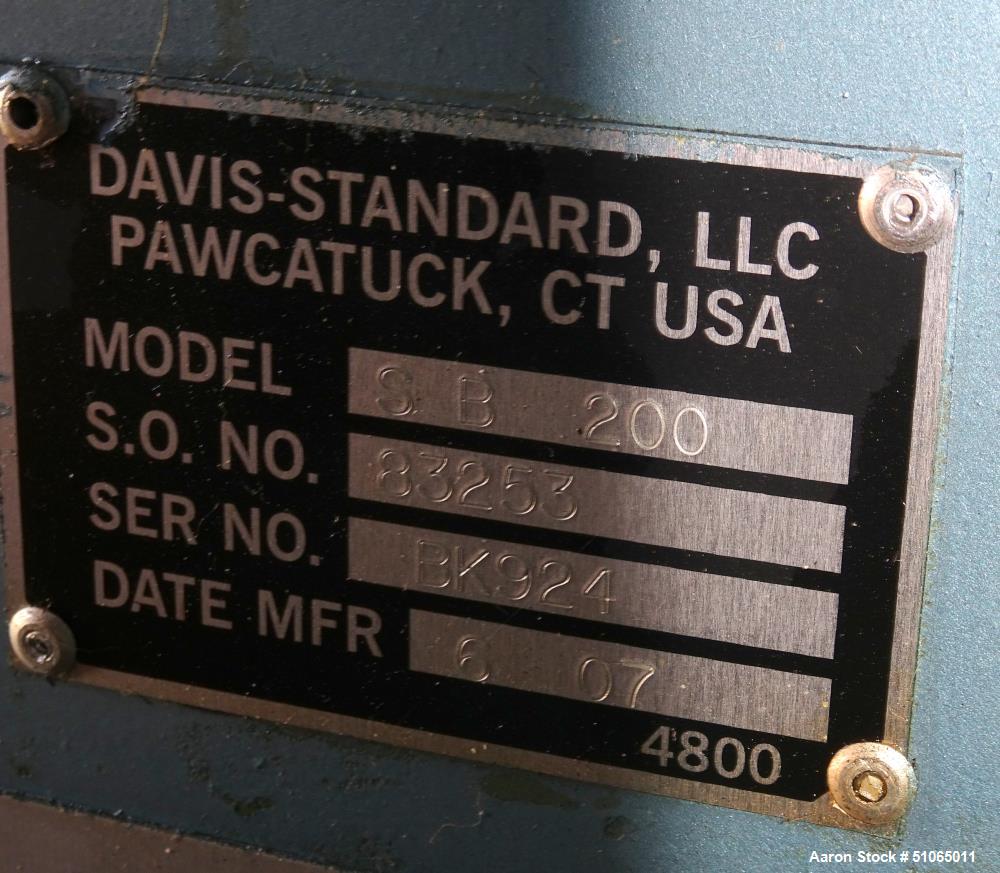 DAVIS-STANDARD, LLC
PAWCATUCK, CT USA
MODEL S B 200
S.O. NO. 83253
SER NO. BK924
DATE MFR 6 07
4800
Aaron Stock # 51065011